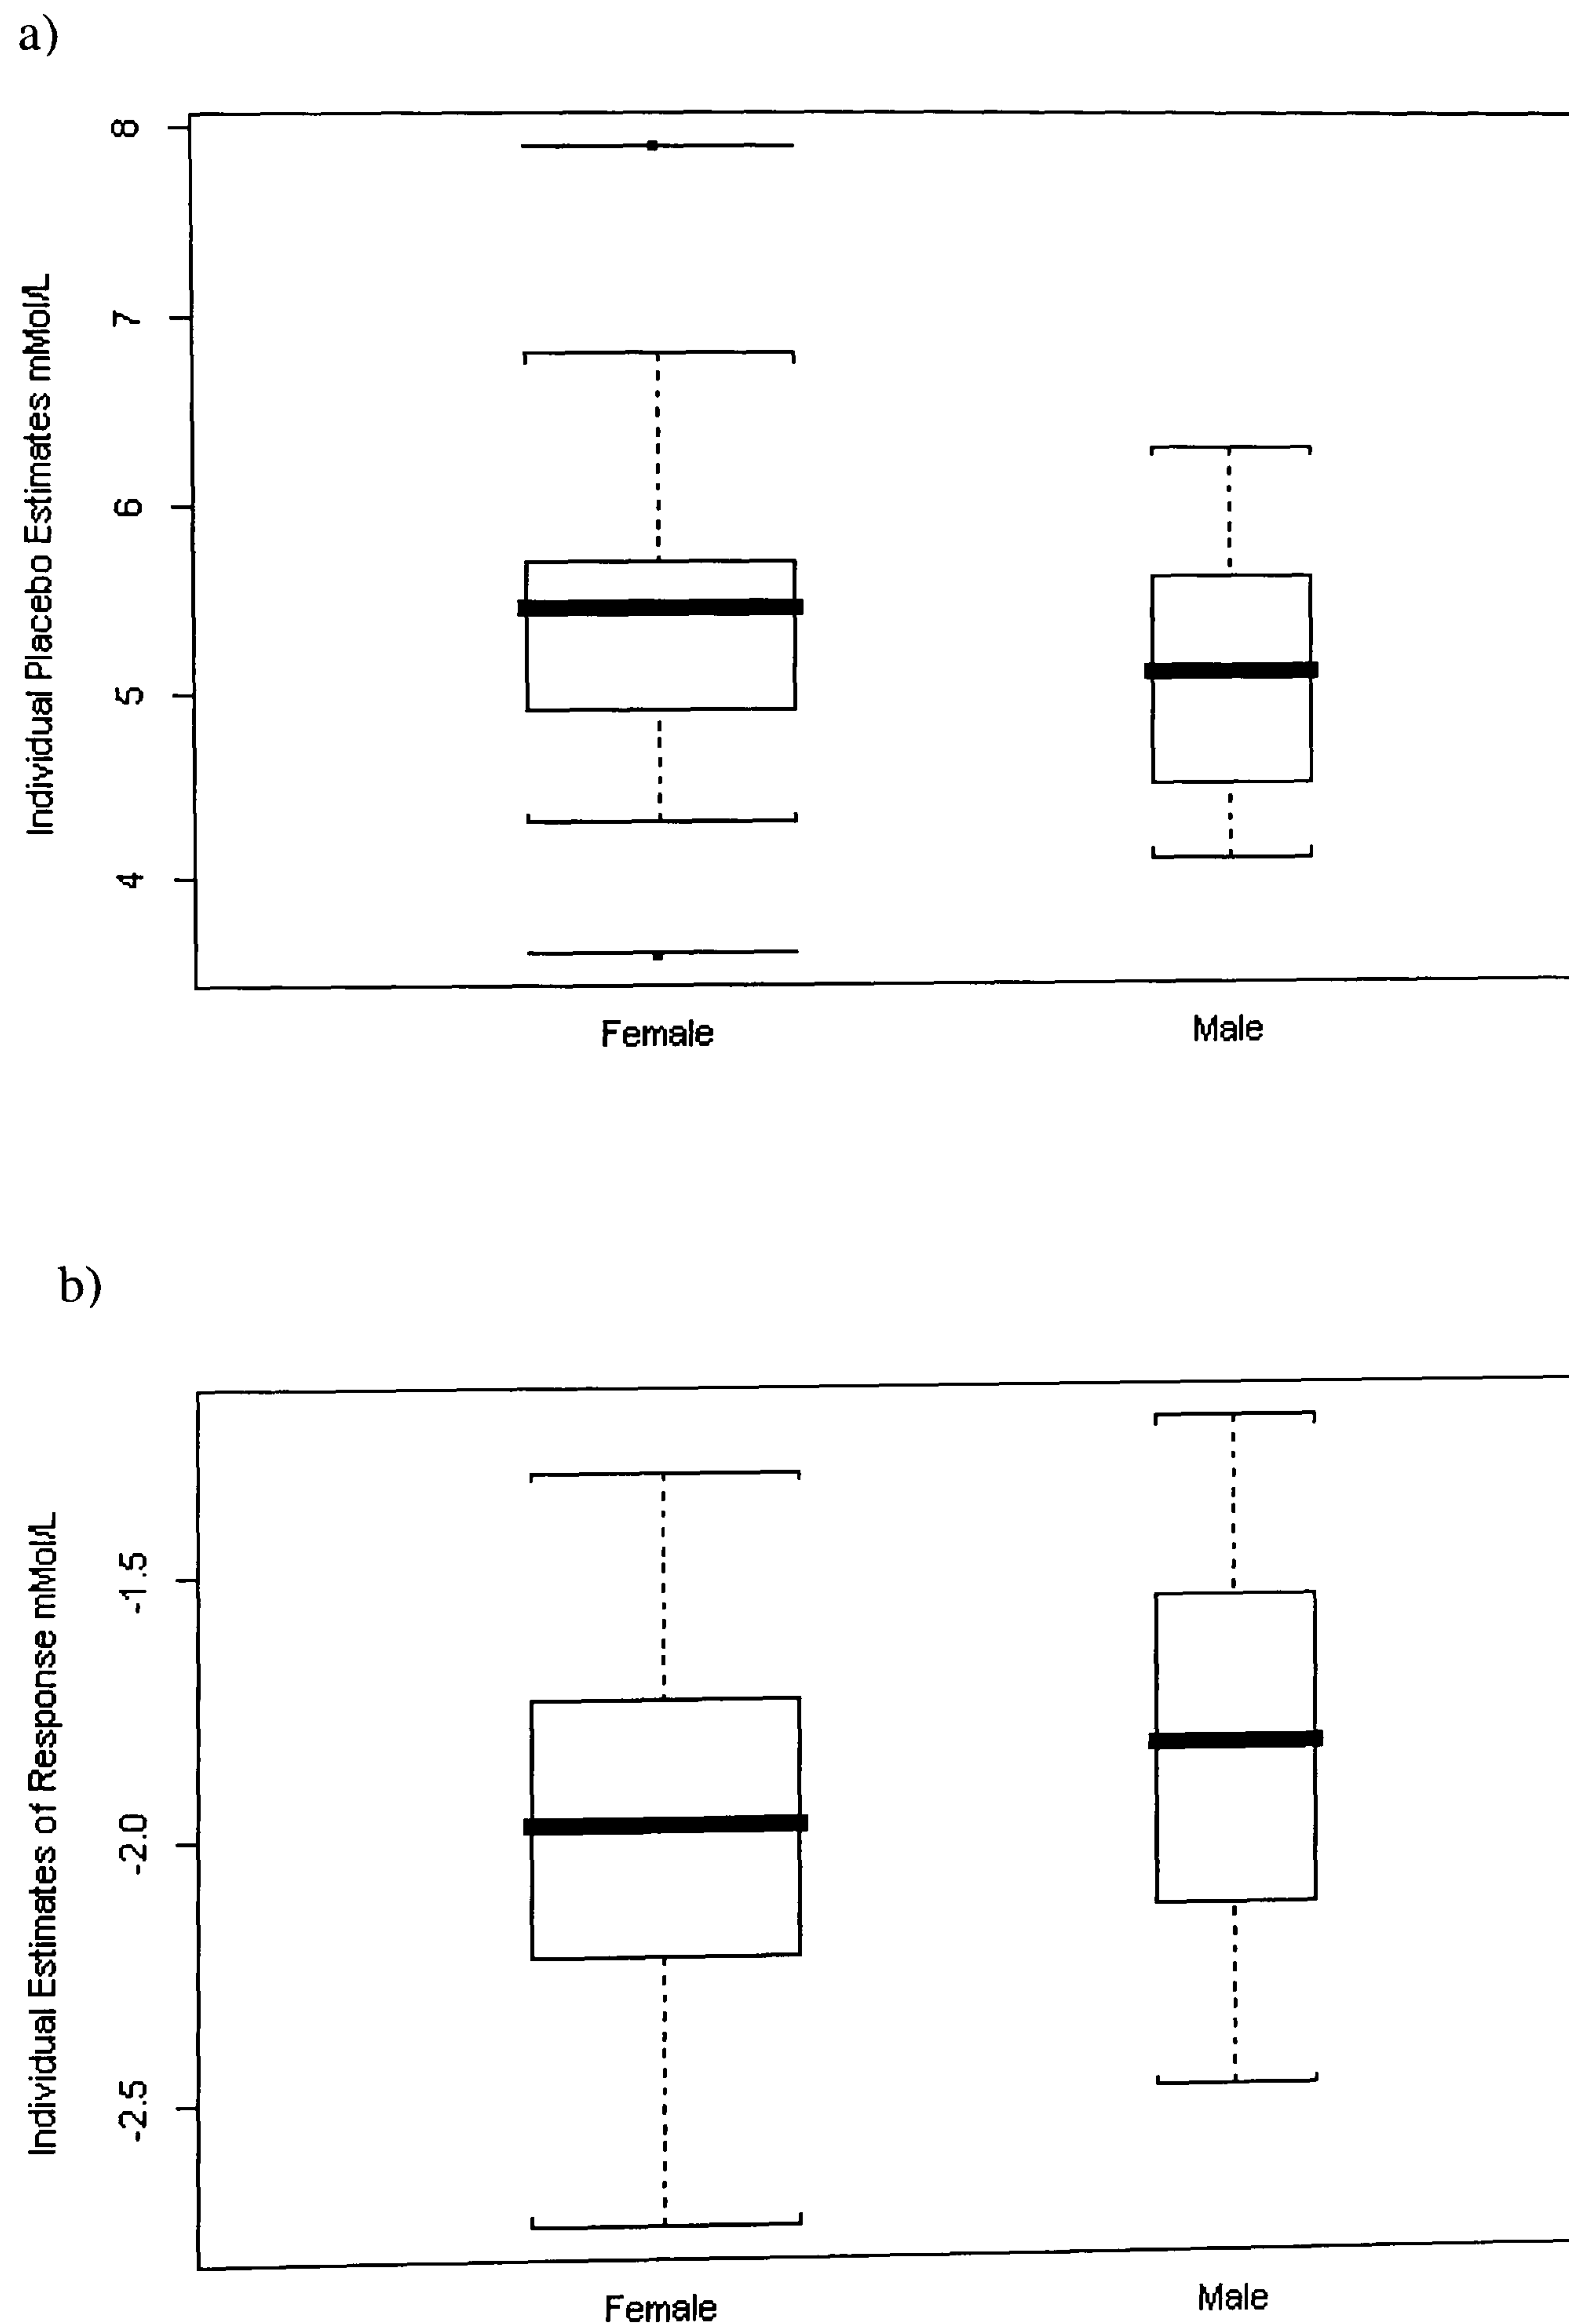 a)
Individual Placebo Estimates mMol/L
8
7
6
5
4
Female Male
b)
Individual Estimates of Response mMol/L
-1.5
-2.0
-2.5
Female Male